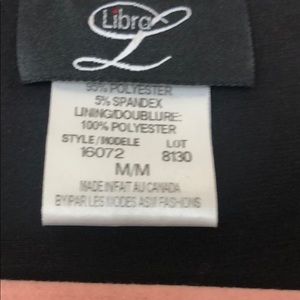 Libra
L
95% POLYESTER
5% SPANDEX
LINING/DOUBLURE:
100% POLYESTER
STYLE/MODELE LOT
16072 8130
M/M
MADE IN/FAIT AU CANADA
BY/PAR LES MODES ASM FASHIONS